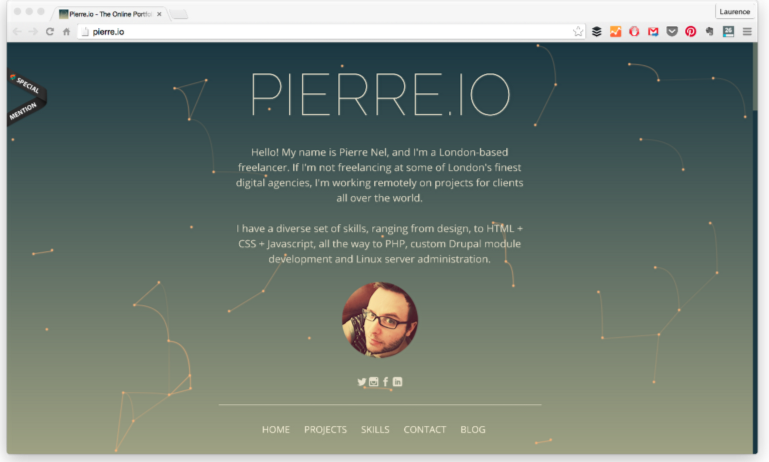 Pierre.io - The Online Portfo
Laurence
pierre.io
SPECIAL
MENTION
PIERRE.IO
Hello! My name is Pierre Nel, and I'm a London-based
freelancer. If I'm not freelancing at some of London's finest
digital agencies, I'm working remotely on projects for clients
all over the world.
I have a diverse set of skills, ranging from design, to HTML +
CSS + Javascript, all the way to PHP, custom Drupal module
development and Linux server administration.
HOME PROJECTS SKILLS CONTACT BLOG